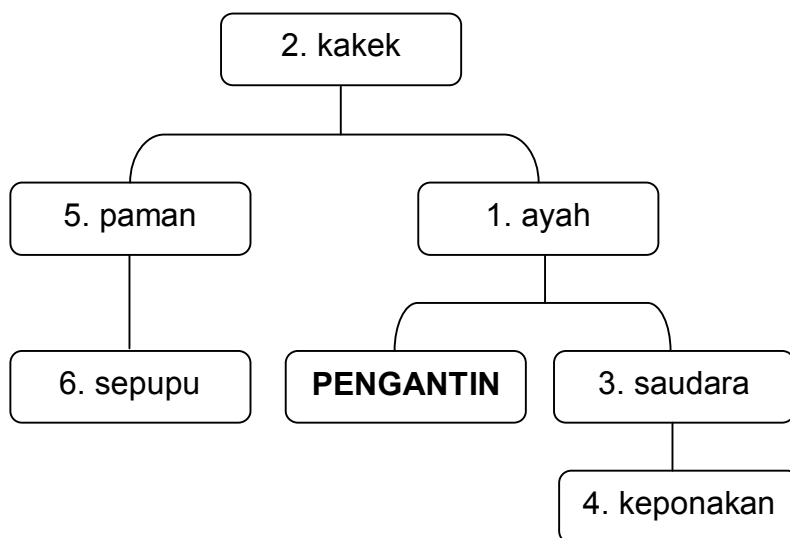 2. kakek
5. paman
1. ayah
6. sepupu
PENGANTIN
3. saudara
4. keponakan